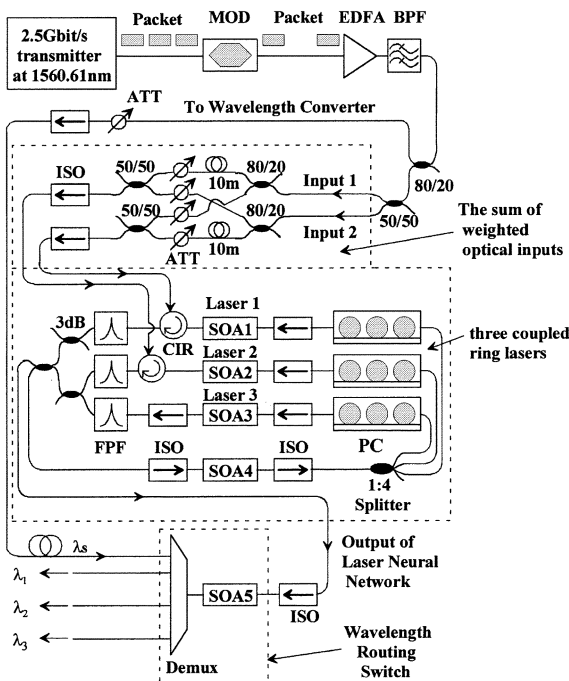 2.5Gbit/s
transmitter
at 1560.61nm
Packet
MOD
Packet
EDFA
BPF
ATT
To Wavelength Converter
80/20
ISO
50/50
10m
80/20
Input 1
50/50
50/50
80/20
Input 2
ATT
10m
The sum of
weighted
optical inputs
3dB
CIR
Laser 1
SOA1
Laser 2
SOA2
Laser 3
SOA3
three coupled
ring lasers
FPF
ISO
SOA4
ISO
PC
1:4
Splitter
λs
λ1
λ2
λ3
SOA5
ISO
Demux
Output of
Laser Neural
Network
Wavelength
Routing
Switch